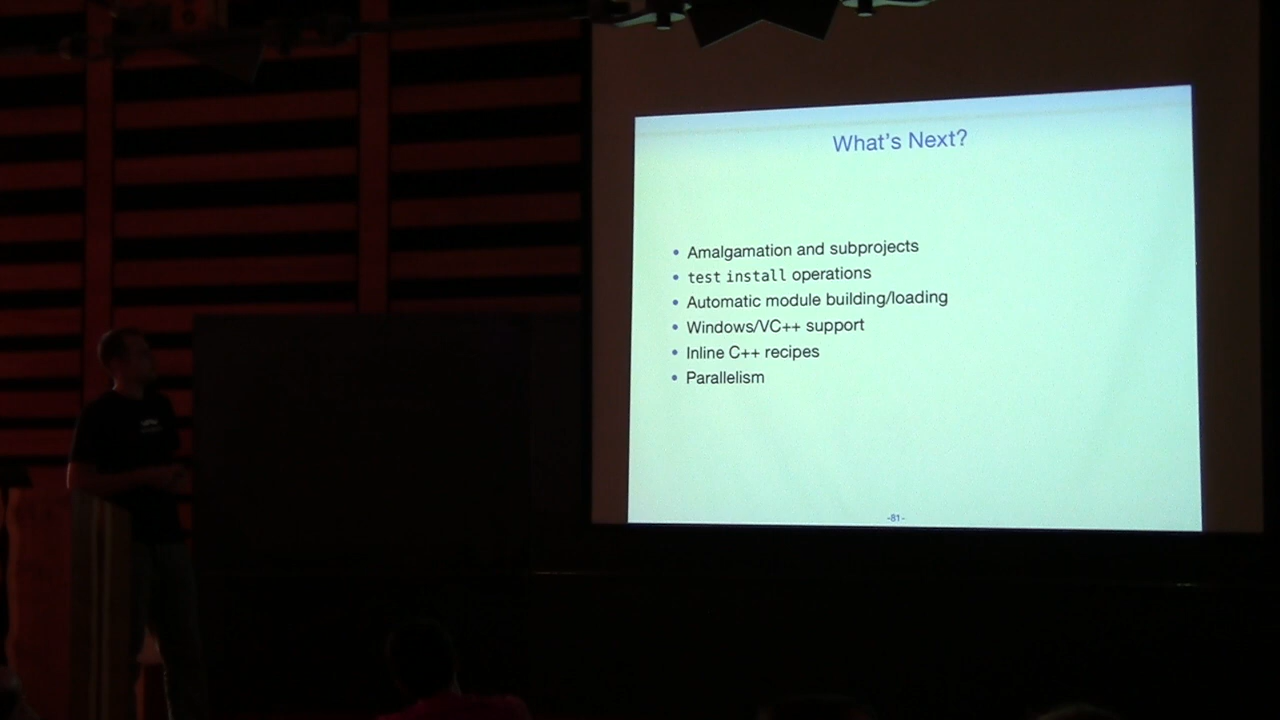 What's Next?
• Amalgamation and subprojects
• test install operations
• Automatic module building/loading
• Windows/VC++ support
• Inline C++ recipes
• Parallelism
-81-